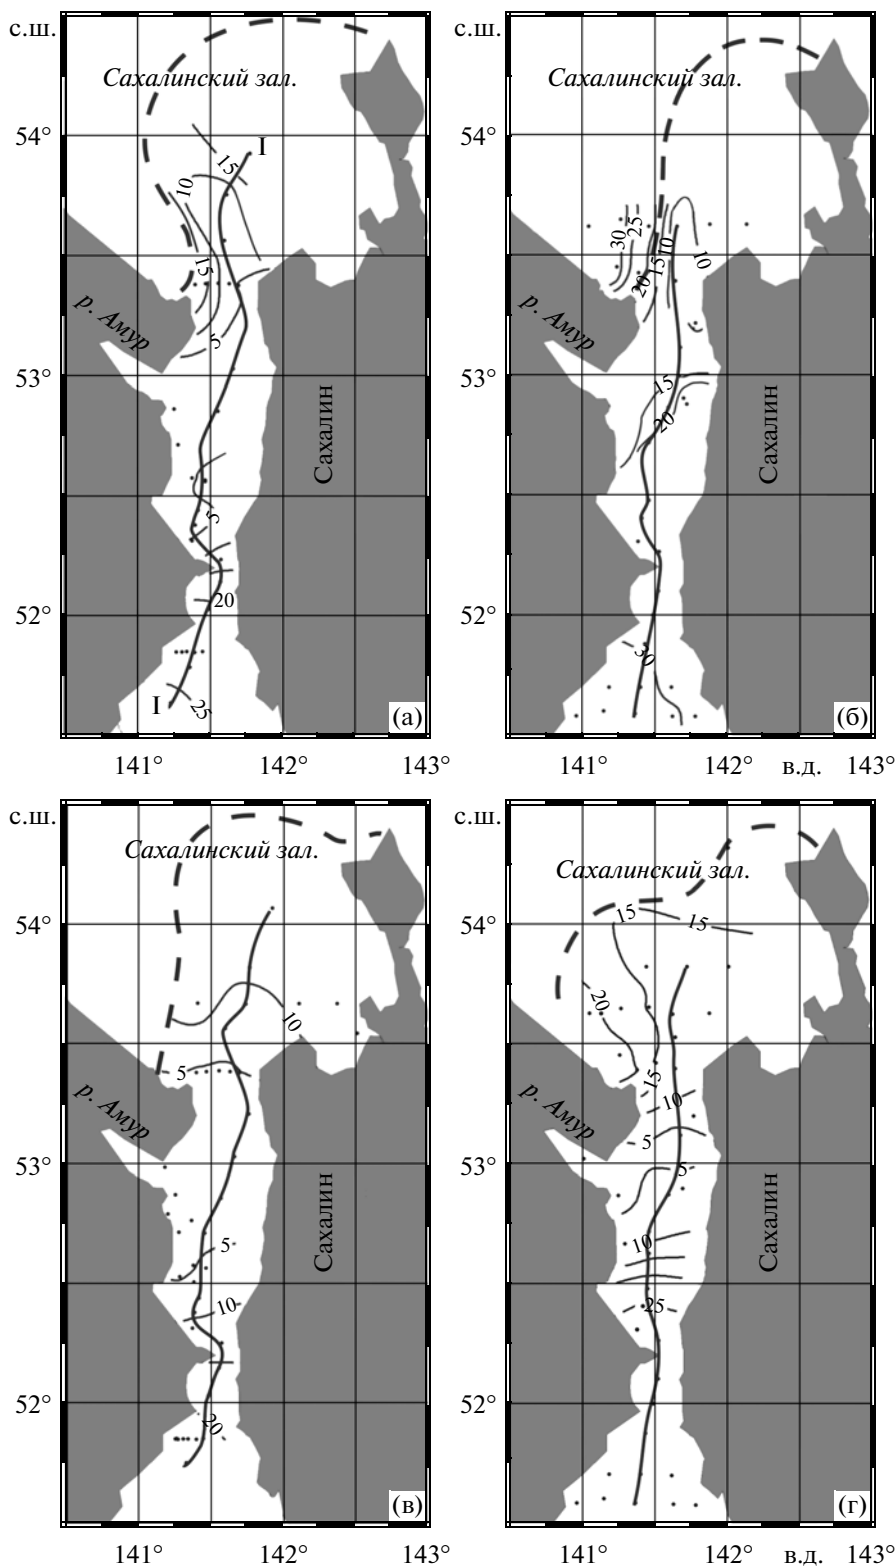 с.ш.
Сахалинский зал.
54°
I
15
10
15
р. Амур
5
53°
Сахалин
5
52°
20
I
25
(а)
141°
142°
143°
Сахалинский зал.
30
25
20
15
10
10
р. Амур
15
20
Сахалин
30
(б)
141°
142°
в.д.
143°
с.ш.
54°
53°
52°
с.ш.
Сахалинский зал.
54°
10
5
р. Амур
53°
Сахалин
5
10
52°
20
(в)
141°
142°
143°
с.ш.
Сахалинский зал.
54°
15
15
20
15
10
р. Амур
5
53°
5
Сахалин
10
25
52°
(г)
141°
142°
в.д.
143°